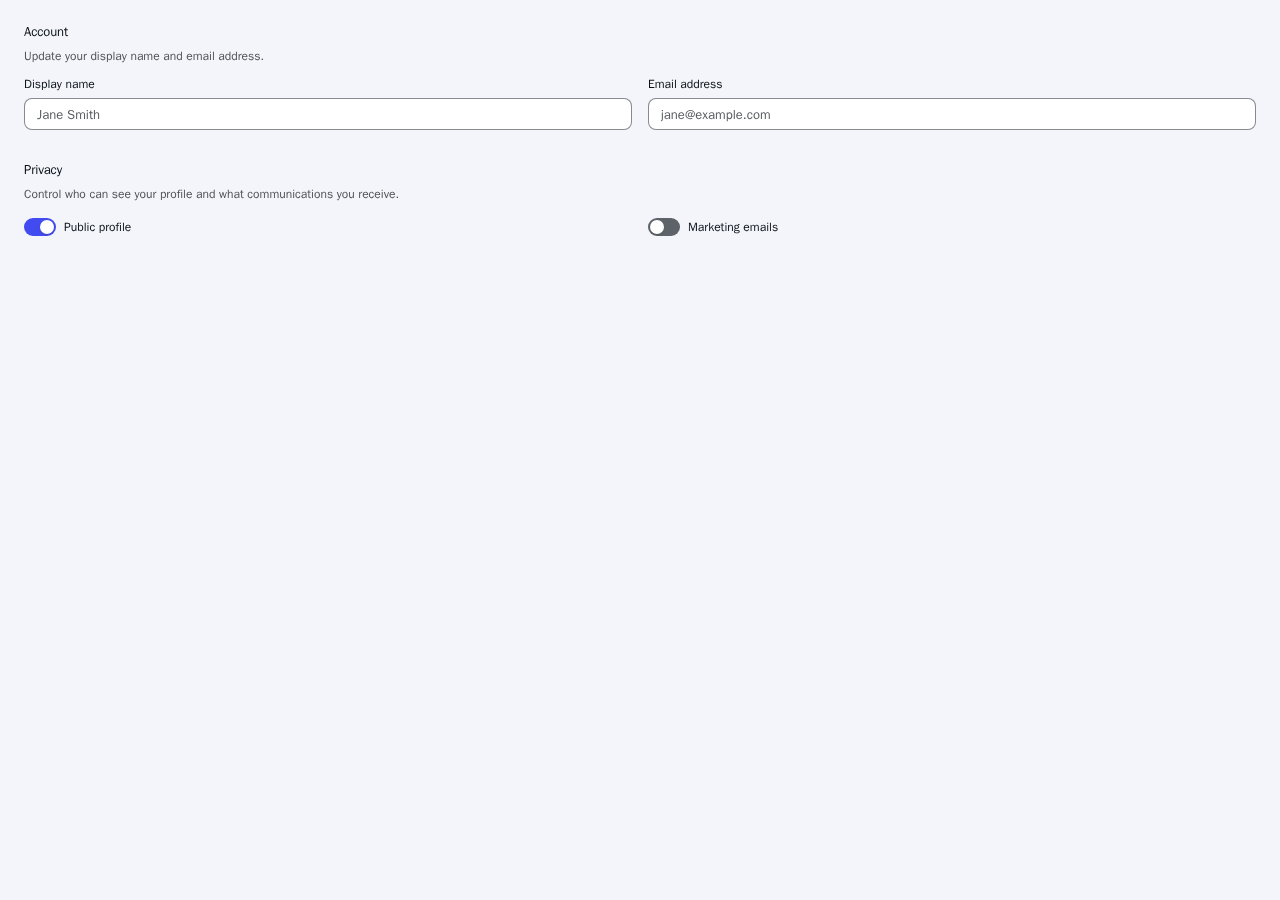 Account
Update your display name and email address.
Display name
Email address
Jane Smith
jane@example.com
Privacy
Control who can see your profile and what communications you receive.
Public profile
Marketing emails